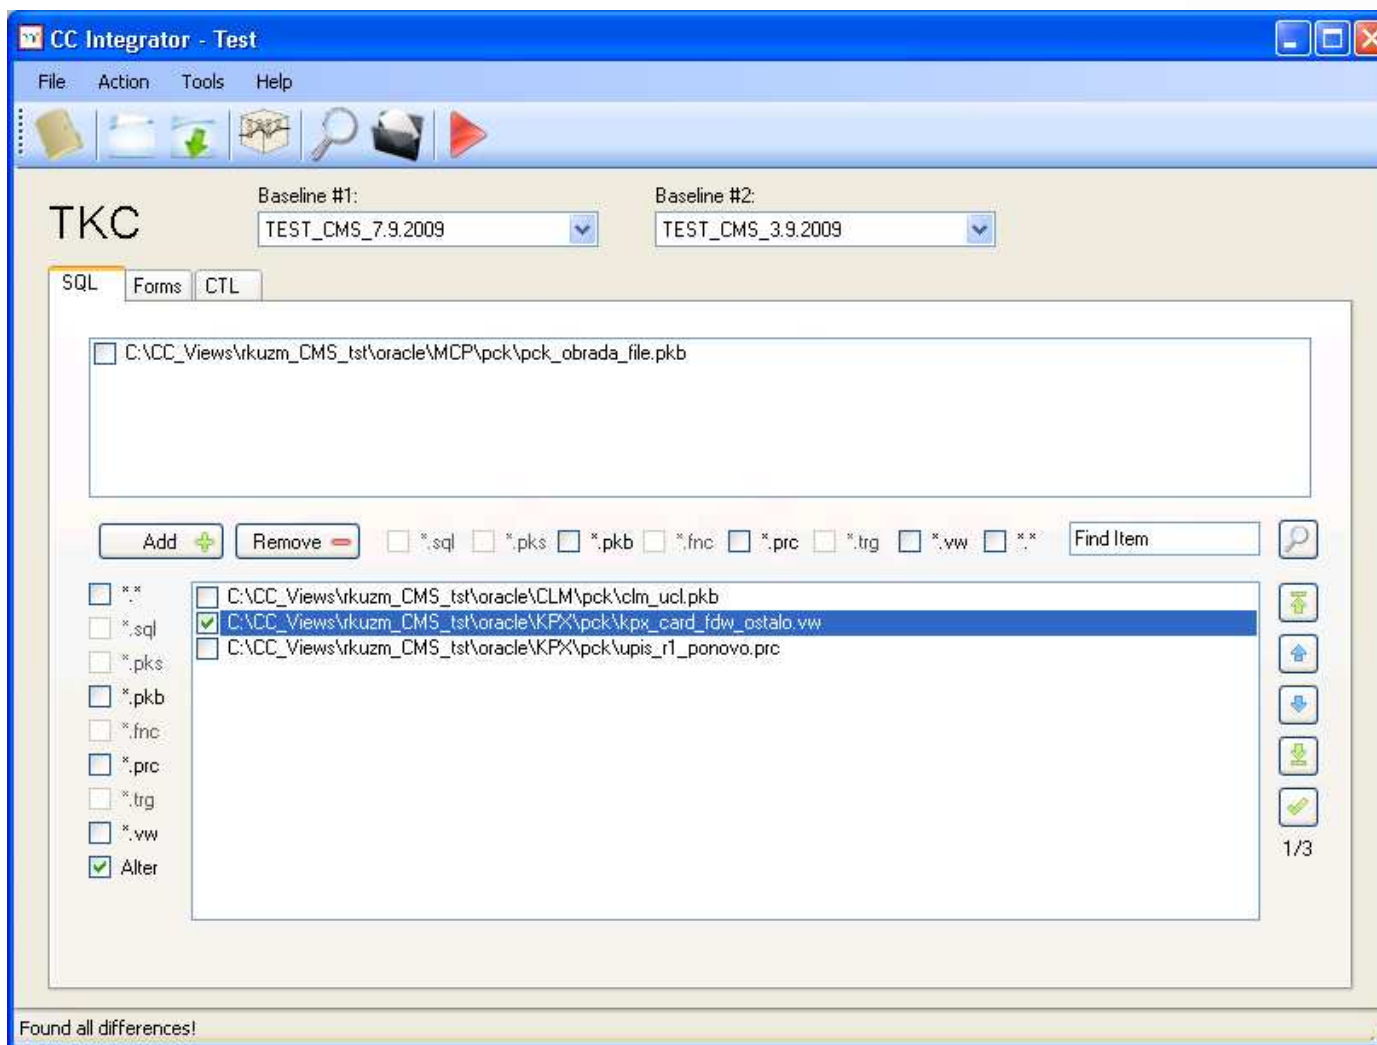 CC Integrator - Test
File Action Tools Help
TKC
Baseline #1:
Baseline #2:
TEST_CMS_7.9.2009
TEST_CMS_3.9.2009
SQL Forms CTL
C:\CC_Views\rkuzm_CMS_tst\oracle\MCP\pck\pck_obrada_file.pkb
Add Remove *.sql *.pks *.pkb *.fnc *.prc *.trg *.vw *.* Find Item
*.*
*.sql
*.pks
*.pkb
*.fnc
*.prc
*.trg
*.vw
Alter
C:\CC_Views\rkuzm_CMS_tst\oracle\CLM\pck\clm_ucl.pkb
C:\CC_Views\rkuzm_CMS_tst\oracle\KPX\pck\kpx_card_fdw_ostalo.vw
C:\CC_Views\rkuzm_CMS_tst\oracle\KPX\pck\upis_r1_ponovo.prc
1/3
Found all differences!